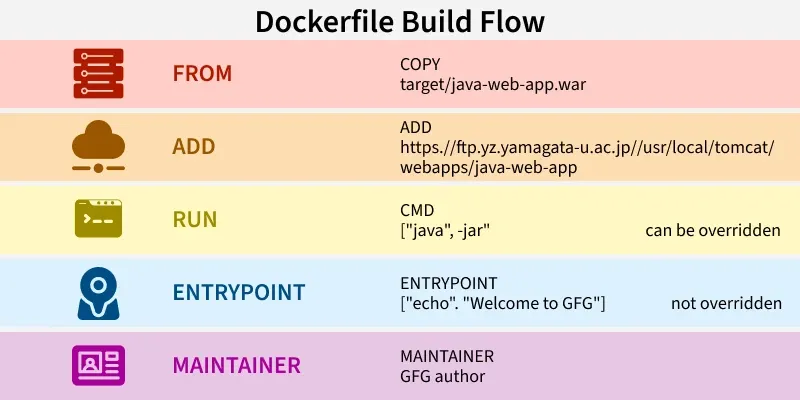 Dockerfile Build Flow
FROM
COPY
target/java-web-app.war
ADD
ADD
https.//ftp.yz.yamagata-u.ac.jp//usr/local/tomcat/
webapps/java-web-app
RUN
CMD
["java", -jar"
can be overridden
ENTRYPOINT
ENTRYPOINT
["echo". "Welcome to GFG"]
not overridden
MAINTAINER
MAINTAINER
GFG author